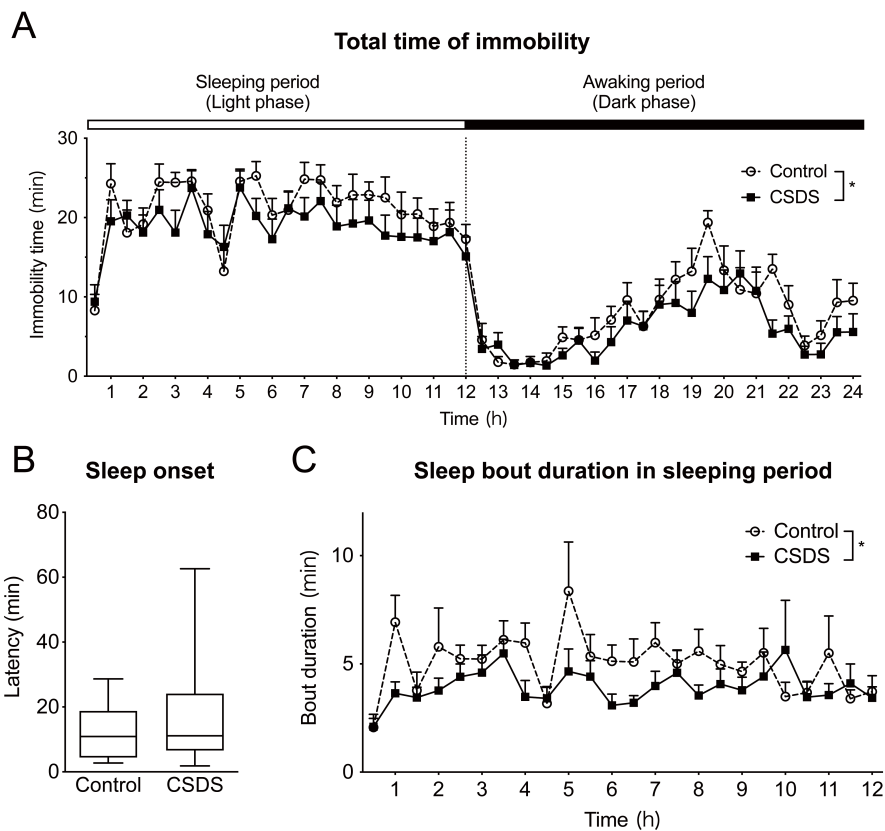 A
Total time of immobility
Sleeping period
(Light phase)
Awaking period
(Dark phase)
30
20
10
0
Immobility time (min)
Control
CSDS
*
1 2 3 4 5 6 7 8 9 10 11 12 13 14 15 16 17 18 19 20 21 22 23 24
Time (h)
B
Sleep onset
80
60
40
20
0
Latency (min)
Control CSDS
C
Sleep bout duration in sleeping period
10
5
0
Bout duration (min)
Control
CSDS
*
1 2 3 4 5 6 7 8 9 10 11 12
Time (h)